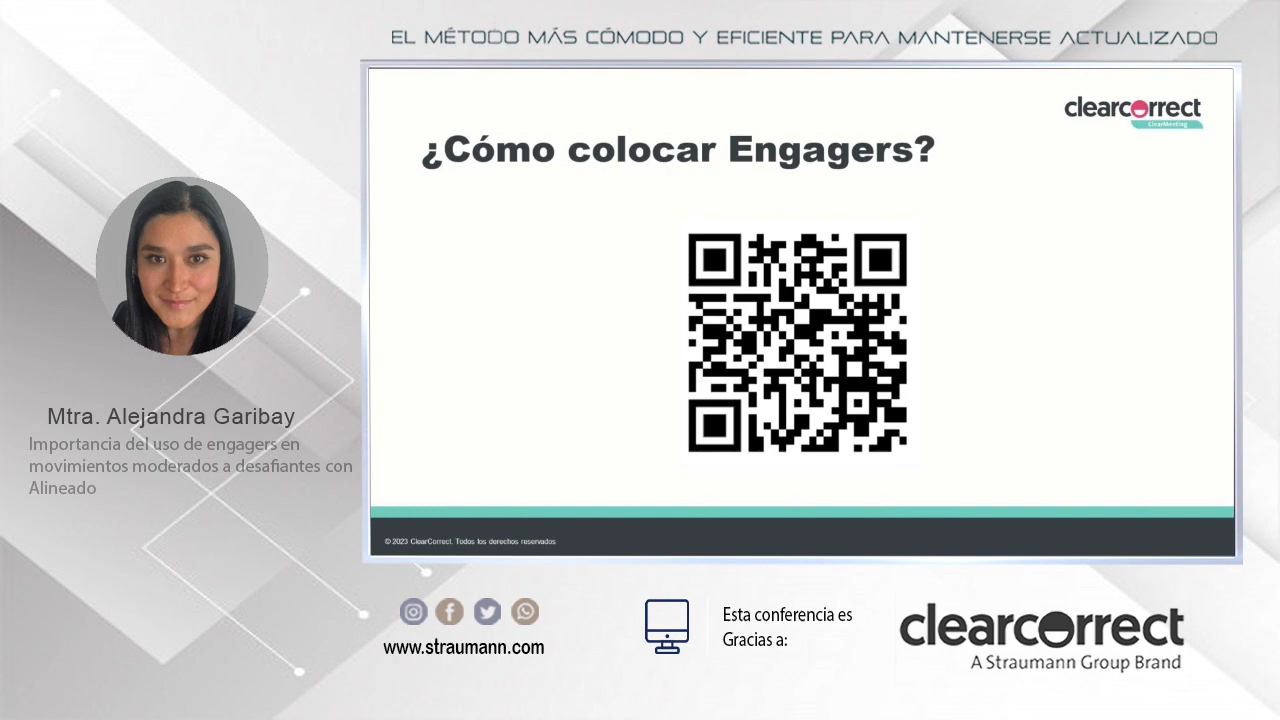 EL MÉTODO MÁS CÓMODO Y EFICIENTE PARA MANTENERSE ACTUALIZADO
clearcorrect
ClearMeeting
¿Cómo colocar Engagers?
Mtra. Alejandra Garibay
Importancia del uso de engagers en
movimientos moderados a desafiantes con
Alineado
© 2023 ClearCorrect. Todos los derechos reservados
www.straumann.com
Esta conferencia es
Gracias a:
clearcorrect
A Straumann Group Brand